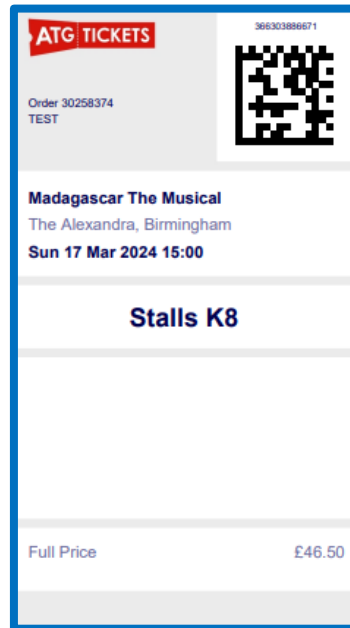 ATG TICKETS
366303886671
Order 30258374
TEST
Madagascar The Musical
The Alexandra, Birmingham
Sun 17 Mar 2024 15:00
Stalls K8
Full Price £46.50